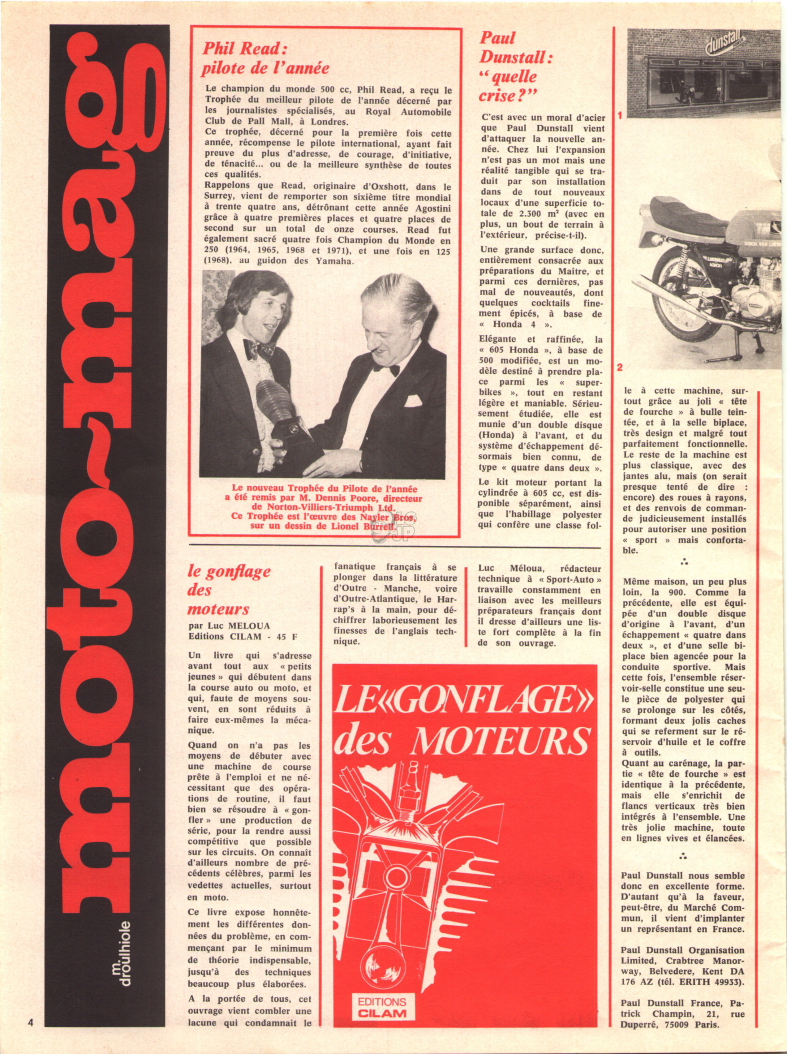 moto-mag
m. droulhiole
Phil Read :
pilote de l'année
Le champion du monde 500 cc, Phil Read, a reçu le
Trophée du meilleur pilote de l'année décerné par
les journalistes spécialisés, au Royal Automobile
Club de Pall Mall, à Londres.
Ce trophée, décerné pour la première fois cette
année, récompense le pilote international, ayant fait
preuve du plus d'adresse, de courage, d'initiative,
de ténacité... ou de la meilleure synthèse de toutes
ces qualités.
Rappelons que Read, originaire d'Oxshott, dans le
Surrey, vient de remporter son sixième titre mondial
à trente quatre ans, détrônant cette année Agostini
grâce à quatre premières places et quatre places de
second sur un total de onze courses. Read fut
également sacré quatre fois Champion du Monde en
250 (1964, 1965, 1968 et 1971), et une fois en 125
(1968), au guidon des Yamaha.
Le nouveau Trophée du Pilote de l'année
a été remis par M. Dennis Poore, directeur
de Norton-Villiers-Triumph Ltd.
Ce Trophée est l'œuvre des Nayler Bros,
sur un dessin de Lionel Burrell.
Paul
Dunstall :
“ quelle
crise ? ”
C'est avec un moral d'acier
que Paul Dunstall vient
d'attaquer la nouvelle an-
née. Chez lui l'expansion
n'est pas un mot mais une
réalité tangible qui se tra-
duit par son installation
dans de tout nouveaux
locaux d'une superficie to-
tale de 2.300 m² (avec en
plus, un bout de terrain à
l'extérieur, précise-t-il).
Une grande surface donc,
entièrement consacrée aux
préparations du Maitre, et
parmi ces dernières, pas
mal de nouveautés, dont
quelques cocktails fine-
ment épicés, à base de
« Honda 4 ».
Elégante et raffinée, la
« 605 Honda », à base de
500 modifiée, est un mo-
dèle destiné à prendre pla-
ce parmi les « super-
bikes », tout en restant
légère et maniable. Sérieu-
sement étudiée, elle est
munie d'un double disque
(Honda) à l'avant, et du
système d'échappement dé-
sormais bien connu, de
type « quatre dans deux ».
Le kit moteur portant la
cylindrée à 605 cc, est dis-
ponible séparément, ainsi
que l'habillage polyester
qui confère une classe fol-
dunstall
1
2
le à cette machine, sur-
tout grâce au joli « tête
de fourche » à bulle tein-
tée, et à la selle biplace,
très design et malgré tout
parfaitement fonctionnelle.
Le reste de la machine est
plus classique, avec des
jantes alu, mais (on serait
presque tenté de dire :
encore) des roues à rayons,
et des renvois de comman-
de judicieusement installés
pour autoriser une position
« sport » mais conforta-
ble.
Même maison, un peu plus
loin, la 900. Comme la
précédente, elle est équi-
pée d'un double disque
d'origine à l'avant, d'un
échappement « quatre dans
deux », et d'une selle bi-
place bien agencée pour la
conduite sportive. Mais
cette fois, l'ensemble réser-
voir-selle constitue une seu-
le pièce de polyester qui
se prolonge sur les côtés,
formant deux jolis caches
qui se referment sur le ré-
servoir d'huile et le coffre
à outils.
Quant au carénage, la par-
tie « tête de fourche » est
identique à la précédente,
mais elle s'enrichit de
flancs verticaux très bien
intégrés à l'ensemble. Une
très jolie machine, toute
en lignes vives et élancées.
Paul Dunstall nous semble
donc en excellente forme.
D'autant qu'à la faveur,
peut-être, du Marché Com-
mun, il vient d'implanter
un représentant en France.
Paul Dunstall Organisation
Limited, Crabtree Manor-
way, Belvedere, Kent DA
176 AZ (tél. ERITH 49933).
Paul Dunstall France, Pa-
trick Champin, 21, rue
Duperré, 75009 Paris.
le gonflage
des
moteurs
par Luc MELOUA
Editions CILAM - 45 F
Un livre qui s'adresse
avant tout aux « petits
jeunes » qui débutent dans
la course auto ou moto, et
qui, faute de moyens sou-
vent, en sont réduits à
faire eux-mêmes la méca-
nique.
Quand on n'a pas les
moyens de débuter avec
une machine de course
prête à l'emploi et ne né-
cessitant que des opéra-
tions de routine, il faut
bien se résoudre à « gon-
fler » une production de
série, pour la rendre aussi
compétitive que possible
sur les circuits. On connaît
d'ailleurs nombre de pré-
cédents célèbres, parmi les
vedettes actuelles, surtout
en moto.
Ce livre expose honnête-
ment les différentes don-
nées du problème, en com-
mençant par le minimum
de théorie indispensable,
jusqu'à des techniques
beaucoup plus élaborées.
A la portée de tous, cet
ouvrage vient combler une
lacune qui condamnait le
fanatique français à se
plonger dans la littérature
d'Outre - Manche, voire
d'Outre-Atlantique, le Har-
rap's à la main, pour dé-
chiffrer laborieusement les
finesses de l'anglais tech-
nique.
Luc Méloua, rédacteur
technique à « Sport-Auto »
travaille constamment en
liaison avec les meilleurs
préparateurs français dont
il dresse d'ailleurs une lis-
te fort complète à la fin
de son ouvrage.
LE «GONFLAGE»
des MOTEURS
EDITIONS
CILAM
4